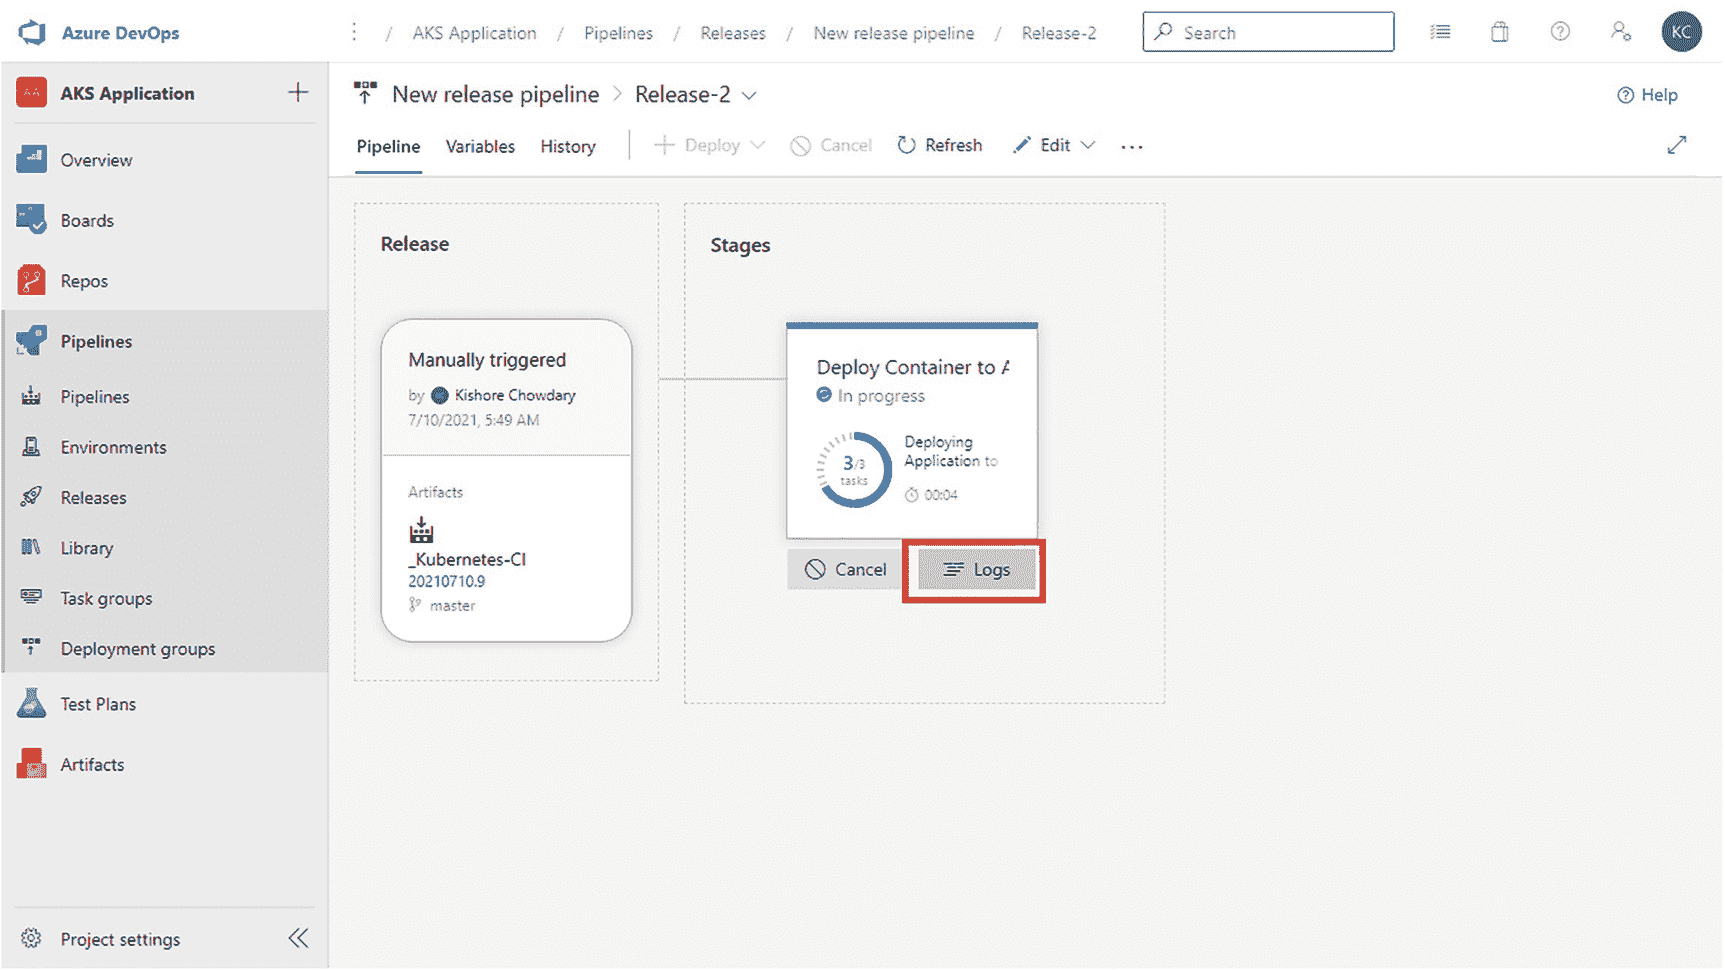 Azure DevOps
/ AKS Application / Pipelines / Releases / New release pipeline / Release-2
Search
KC
AA
AKS Application
Overview
Boards
Repos
Pipelines
Pipelines
Environments
Releases
Library
Task groups
Deployment groups
Test Plans
Artifacts
Project settings
New release pipeline > Release-2
Help
Pipeline
Variables
History
Deploy
Cancel
Refresh
Edit
Release
Manually triggered
by Kishore Chowdary
7/10/2021, 5:49 AM
Artifacts
_Kubernetes-CI
20210710.9
master
Stages
Deploy Container to A
In progress
3/3
tasks
Deploying
Application to
00:04
Cancel
Logs